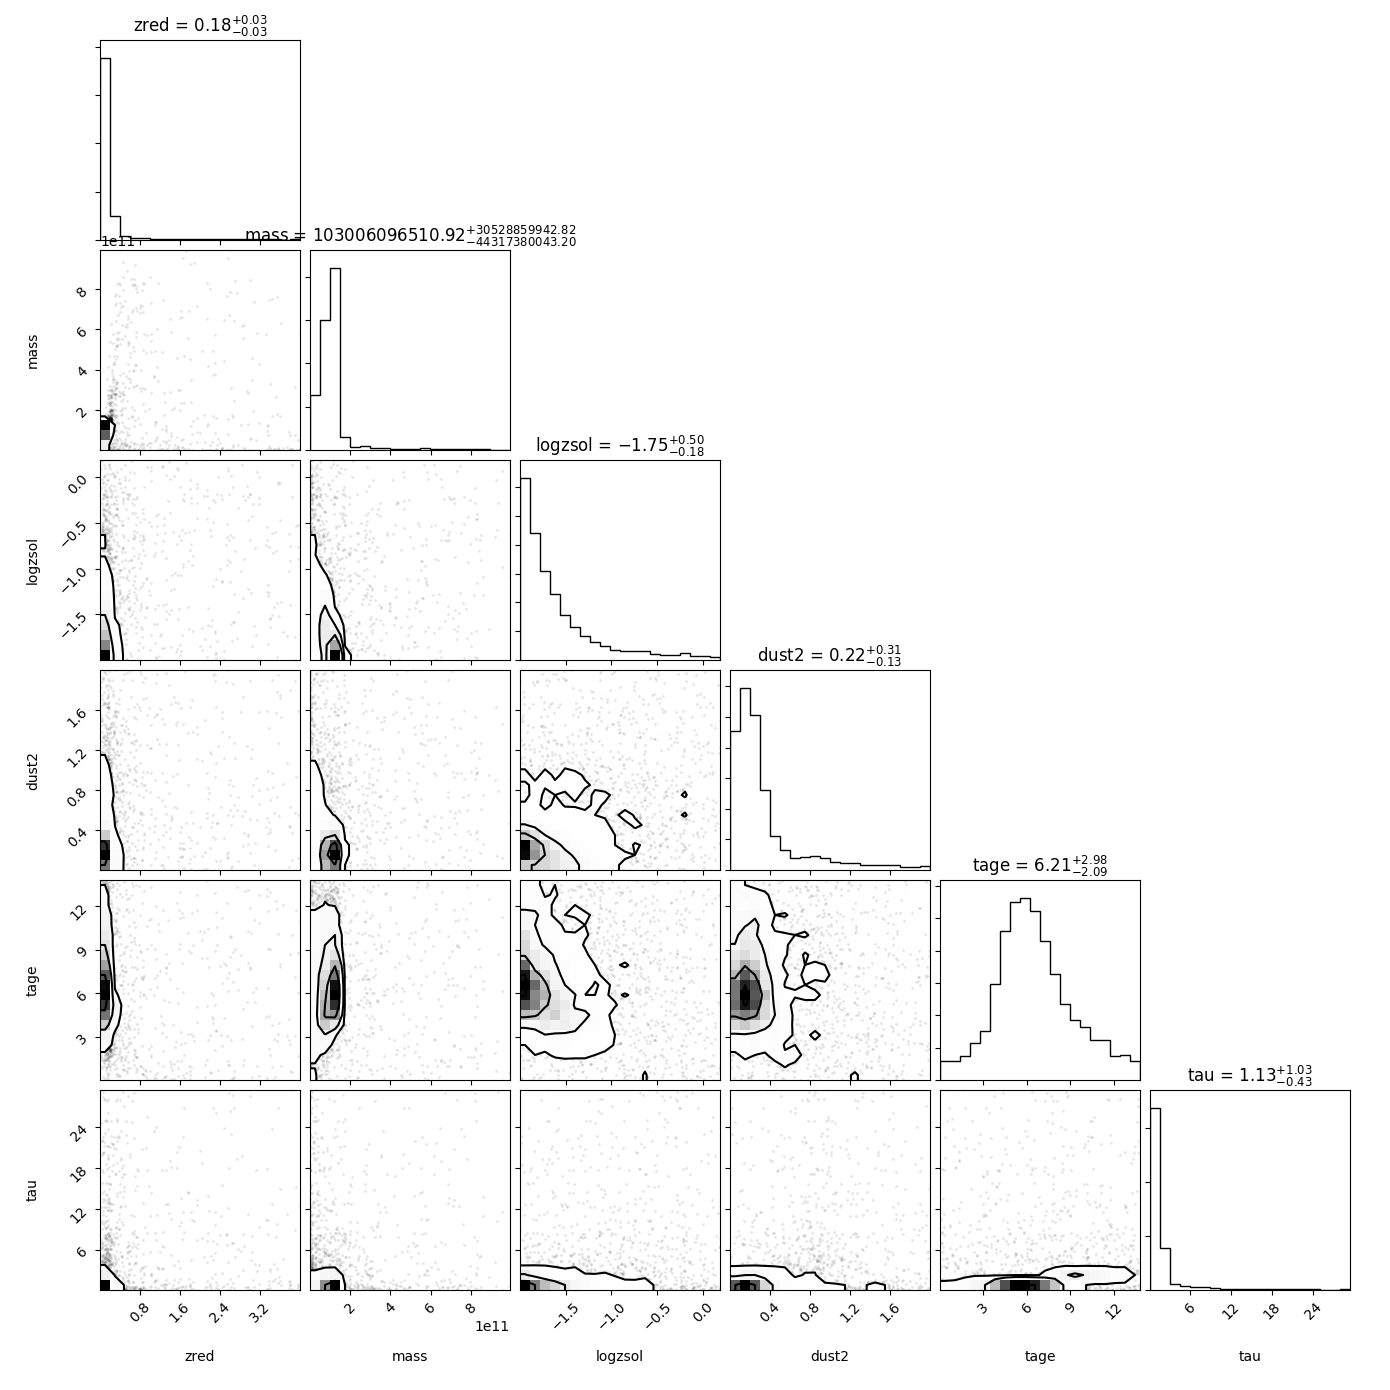 zred = 0.18+0.03−0.03
mass = 103006096510.92+30528859942.82−44317380043.20
1e11
8
6
4
2
mass
logzsol = −1.75+0.50−0.18
0.0
−0.5
−1.0
−1.5
logzsol
dust2 = 0.22+0.31−0.13
1.6
1.2
0.8
0.4
dust2
tage = 6.21+2.98−2.09
12
9
6
3
tage
tau = 1.13+1.03−0.43
24
18
12
6
tau
0.8 1.6 2.4 3.2 2 4 6 8 −1.5 −1.0 −0.5 0.0 0.4 0.8 1.2 1.6 3 6 9 12 6 12 18 24
1e11
zred mass logzsol dust2 tage tau